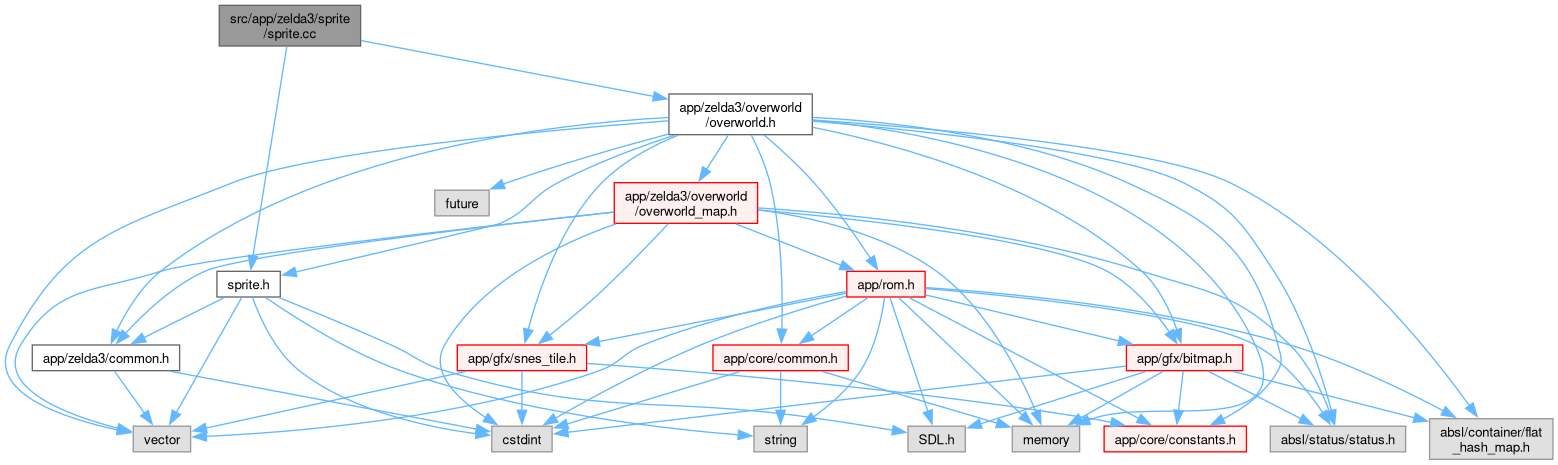 src/app/zelda3/sprite
/sprite.cc
app/zelda3/overworld
/overworld.h
future
app/zelda3/overworld
/overworld_map.h
sprite.h
app/rom.h
app/zelda3/common.h
app/gfx/snes_tile.h
app/core/common.h
app/gfx/bitmap.h
vector
cstdint
string
SDL.h
memory
app/core/constants.h
absl/status/status.h
absl/container/flat
_hash_map.h